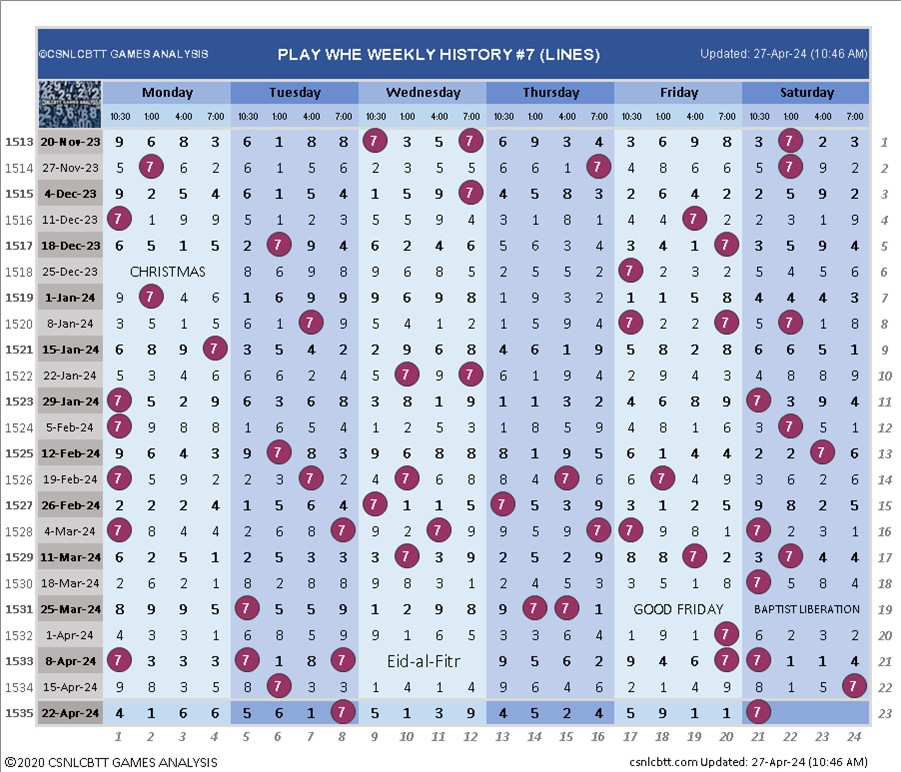 ©CSNLCBTT GAMES ANALYSIS PLAY WHE WEEKLY HISTORY #7 (LINES) Updated: 27-Apr-24 (10:46 AM)
CSNLCBTT GAMES ANALYSIS
Monday Tuesday Wednesday Thursday Friday Saturday
10:30 1:00 4:00 7:00 10:30 1:00 4:00 7:00 10:30 1:00 4:00 7:00 10:30 1:00 4:00 7:00 10:30 1:00 4:00 7:00 10:30 1:00 4:00 7:00
1513 20-Nov-23 9 6 8 3 6 1 8 8 7 3 5 7 6 9 3 4 3 6 9 8 3 7 2 3 1
1514 27-Nov-23 5 7 6 2 6 1 5 6 2 3 5 5 6 6 1 7 4 8 6 6 5 7 9 2 2
1515 4-Dec-23 9 2 5 4 6 1 5 4 1 5 9 7 4 5 8 3 2 6 4 2 2 5 9 2 3
1516 11-Dec-23 7 1 9 9 5 1 2 3 5 5 9 4 3 1 8 1 4 4 7 2 2 3 1 9 4
1517 18-Dec-23 6 5 1 5 2 7 9 4 6 2 4 6 5 6 3 4 3 4 1 7 3 5 9 4 5
1518 25-Dec-23 CHRISTMAS 8 6 9 8 9 6 8 5 2 5 5 2 7 2 3 2 5 4 5 6 6
1519 1-Jan-24 9 7 4 6 1 6 9 9 9 6 9 8 1 9 3 2 1 1 5 8 4 4 4 3 7
1520 8-Jan-24 3 5 1 5 6 1 7 9 5 4 1 2 1 5 9 4 7 2 2 7 5 7 1 8 8
1521 15-Jan-24 6 8 9 7 3 5 4 2 2 9 6 8 4 6 1 9 5 8 2 8 6 6 5 1 9
1522 22-Jan-24 5 3 4 6 6 6 2 4 5 7 9 7 6 1 9 4 2 9 4 3 4 8 8 9 10
1523 29-Jan-24 7 5 2 9 6 3 6 8 3 8 1 9 1 1 3 2 4 6 8 9 7 3 9 4 11
1524 5-Feb-24 7 9 8 8 1 6 5 4 1 2 5 3 1 8 5 9 4 8 1 6 2 7 5 1 12
1525 12-Feb-24 9 6 4 3 9 7 8 3 9 6 8 8 8 1 9 5 6 1 4 4 2 2 7 6 13
1526 19-Feb-24 7 5 9 2 2 3 7 2 4 7 6 8 8 4 7 6 5 7 4 9 3 6 2 6 14
1527 26-Feb-24 2 2 2 4 1 5 6 4 7 1 1 5 7 5 3 9 3 1 2 5 9 8 2 5 15
1528 4-Mar-24 7 8 4 4 2 6 8 7 9 2 7 2 9 5 9 7 7 9 8 1 7 2 3 1 16
1529 11-Mar-24 6 2 5 1 2 5 3 3 3 7 3 9 2 5 2 9 8 8 7 2 3 7 4 4 17
1530 18-Mar-24 2 6 2 1 8 2 8 8 9 8 3 1 2 4 5 3 3 5 1 8 7 5 8 4 18
1531 25-Mar-24 8 9 9 5 7 5 5 9 1 2 9 8 9 7 7 1 GOOD FRIDAY BAPTIST LIBERATION 19
1532 1-Apr-24 4 3 3 1 6 8 5 9 9 1 6 5 3 3 6 4 1 9 1 7 6 2 3 2 20
1533 8-Apr-24 7 3 3 3 7 1 8 7 Eid-al-Fitr 9 5 6 2 9 4 6 7 7 1 1 4 21
1534 15-Apr-24 9 8 3 5 8 7 3 3 1 4 1 4 9 6 4 6 2 1 4 9 8 1 5 7 22
1535 22-Apr-24 4 1 6 6 5 6 1 7 5 1 3 9 4 5 2 4 5 9 1 1 7 23
1 2 3 4 5 6 7 8 9 10 11 12 13 14 15 16 17 18 19 20 21 22 23 24
©2020 CSNLCBTT GAMES ANALYSIS csnlcbtt.com Updated: 27-Apr-24 (10:46 AM)